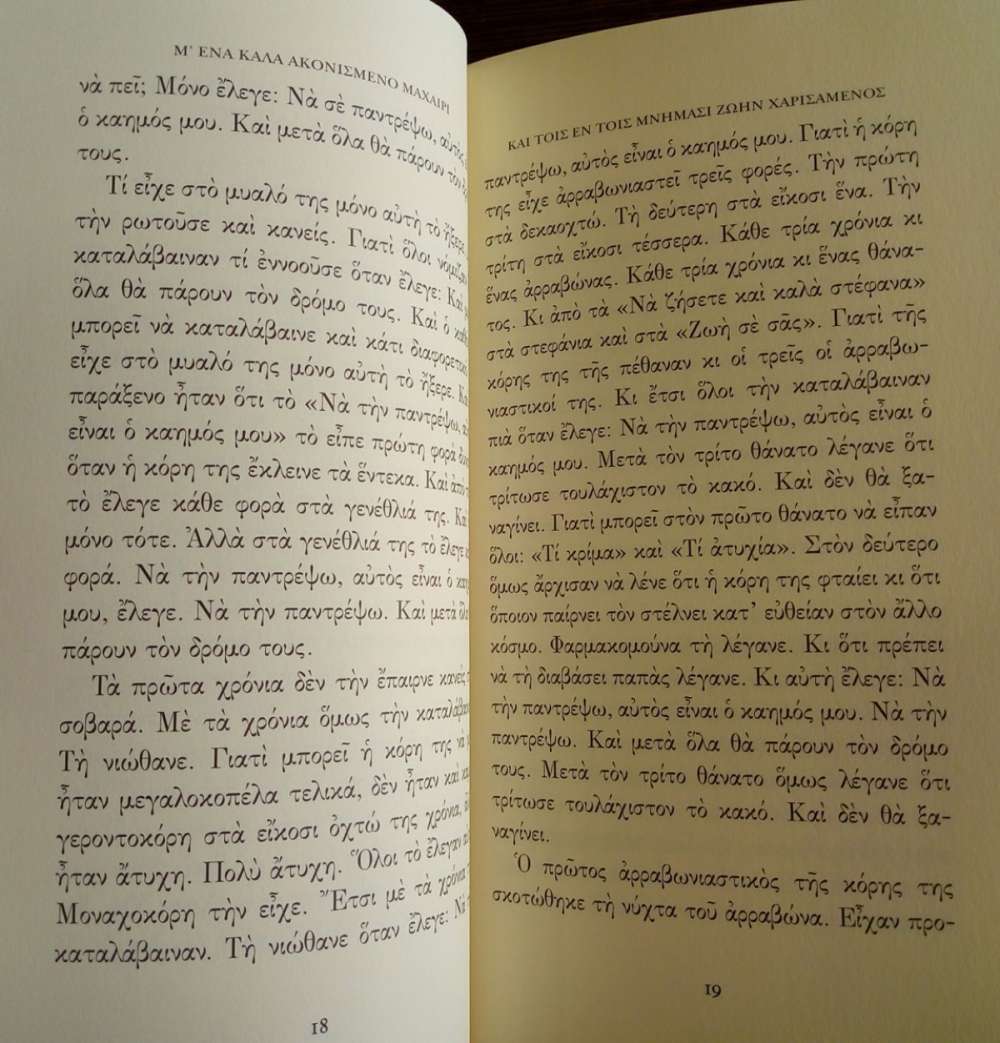 Μ' ΕΝΑ ΚΑΛΑ ΑΚΟΝΙΣΜΕΝΟ ΜΑΧΑΙΡΙ
νὰ πεῖ; Μόνο ἔλεγε: Νὰ σὲ παντρέψω, αὐτὸς
ὁ καημός μου. Καὶ μετὰ ὅλα θὰ πάρουν τὸν
τους.
Τί εἶχε στὸ μυαλό της μόνο αὐτὴ τὸ ἤξερε.
τὴν ρωτοῦσε καὶ κανείς. Γιατὶ ὅλοι
καταλάβαιναν τί ἐννοοῦσε ὅταν ἔλεγε: Καὶ
ὅλα θὰ πάρουν τὸν δρόμο τους. Καὶ ὁ
μπορεῖ νὰ καταλάβαινε καὶ κάτι
εἶχε στὸ μυαλό της μόνο αὐτὴ τὸ ἤξερε.
παράξενο ἦταν ὅτι τὸ «Νὰ τὴν παντρέψω,
εἶναι ὁ καημός μου» τὸ εἶπε πρώτη φορὰ
ὅταν ἡ κόρη της ἔκλεινε τὰ ἕντεκα. Καὶ ἀπὸ
τὸ ἔλεγε κάθε φορὰ στὰ γενέθλιά της.
μόνο τότε. Ἀλλὰ στὰ γενέθλιά της τὸ ἔλεγε
φορά. Νὰ τὴν παντρέψω, αὐτὸς εἶναι ὁ
μου, ἔλεγε. Νὰ τὴν παντρέψω. Καὶ μετὰ
πάρουν τὸν δρόμο τους.
Τὰ πρῶτα χρόνια δὲν τὴν ἔπαιρνε κανεὶς
σοβαρά. Μὲ τὰ χρόνια ὅμως τὴν
Τὴ νιώθανε. Γιατὶ μπορεῖ ἡ κόρη της νὰ
ἦταν μεγαλοκοπέλα τελικά, δὲν ἦταν καὶ
γεροντοκόρη στὰ εἴκοσι ὀχτώ της χρόνια,
ἦταν ἄτυχη. Πολὺ ἄτυχη. Ὅλοι τὸ ἔλεγαν
Μοναχοκόρη τὴν εἶχε. Ἔτσι μὲ τὰ χρόνια
καταλάβαιναν. Τὴ νιώθανε ὅταν ἔλεγε: Νὰ
18
ΚΑΙ ΤΟΙΣ ΕΝ ΤΟΙΣ ΜΝΗΜΑΣΙ ΖΩΗΝ ΧΑΡΙΣΑΜΕΝΟΣ
παντρέψω, αὐτὸς εἶναι ὁ καημός μου. Γιατὶ ἡ κόρη
της εἶχε ἀρραβωνιαστεῖ τρεῖς φορές. Τὴν πρώτη
στὰ δεκαοχτώ. Τὴ δεύτερη στὰ εἴκοσι ἕνα. Τὴν
τρίτη στὰ εἴκοσι τέσσερα. Κάθε τρία χρόνια κι
ἕνας ἀρραβώνας. Κάθε τρία χρόνια κι ἕνας θάνα-
τος. Κι ἀπὸ τὰ «Νὰ ζήσετε καὶ καλὰ στέφανα»
στὰ στεφάνια καὶ στὰ «Ζωὴ σὲ σᾶς». Γιατὶ τῆς
κόρης της τῆς πέθαναν κι οἱ τρεῖς οἱ ἀρραβω-
νιαστικοί της. Κι ἔτσι ὅλοι τὴν καταλάβαιναν
πιὰ ὅταν ἔλεγε: Νὰ τὴν παντρέψω, αὐτὸς εἶναι ὁ
καημός μου. Μετὰ τὸν τρίτο θάνατο λέγανε ὅτι
τρίτωσε τουλάχιστον τὸ κακό. Καὶ δὲν θὰ ξα-
ναγίνει. Γιατὶ μπορεῖ στὸν πρῶτο θάνατο νὰ εἶπαν
ὅλοι: «Τί κρίμα» καὶ «Τί ἀτυχία». Στὸν δεύτερο
ὅμως ἄρχισαν νὰ λένε ὅτι ἡ κόρη της φταίει κι ὅτι
ὅποιον παίρνει τὸν στέλνει κατ' εὐθείαν στὸν ἄλλο
κόσμο. Φαρμακομούνα τὴ λέγανε. Κι ὅτι πρέπει
νὰ τὴ διαβάσει παπὰς λέγανε. Κι αὐτὴ ἔλεγε: Νὰ
τὴν παντρέψω, αὐτὸς εἶναι ὁ καημός μου. Νὰ τὴν
παντρέψω. Καὶ μετὰ ὅλα θὰ πάρουν τὸν δρόμο
τους. Μετὰ τὸν τρίτο θάνατο ὅμως λέγανε ὅτι
τρίτωσε τουλάχιστον τὸ κακό. Καὶ δὲν θὰ ξα-
ναγίνει.
Ὁ πρῶτος ἀρραβωνιαστικὸς τῆς κόρης της
σκοτώθηκε τὴ νύχτα τοῦ ἀρραβώνα. Εἶχαν προ-
19